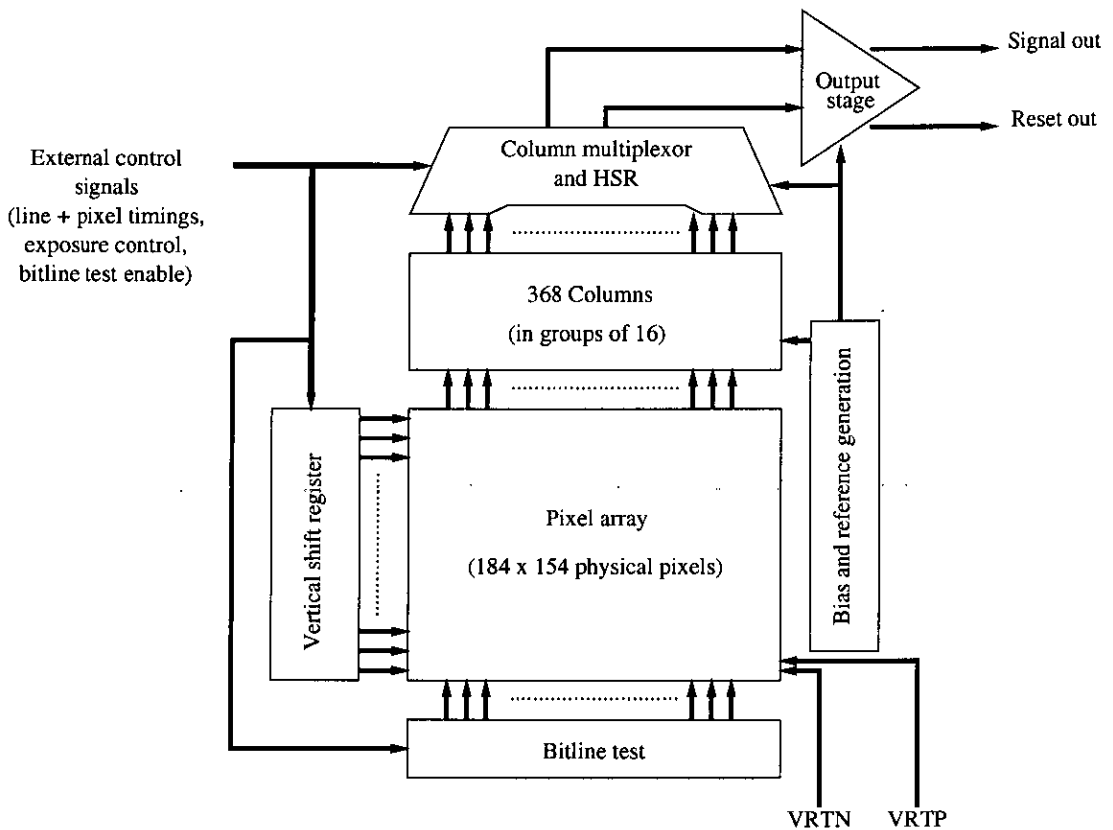 Signal out
Output
stage
Reset out
Column multiplexor
and HSR
External control
signals
(line + pixel timings,
exposure control,
bitline test enable)
368 Columns
(in groups of 16)
Bias and reference generation
Vertical shift register
Pixel array
(184 x 154 physical pixels)
Bitline test
VRTN
VRTP